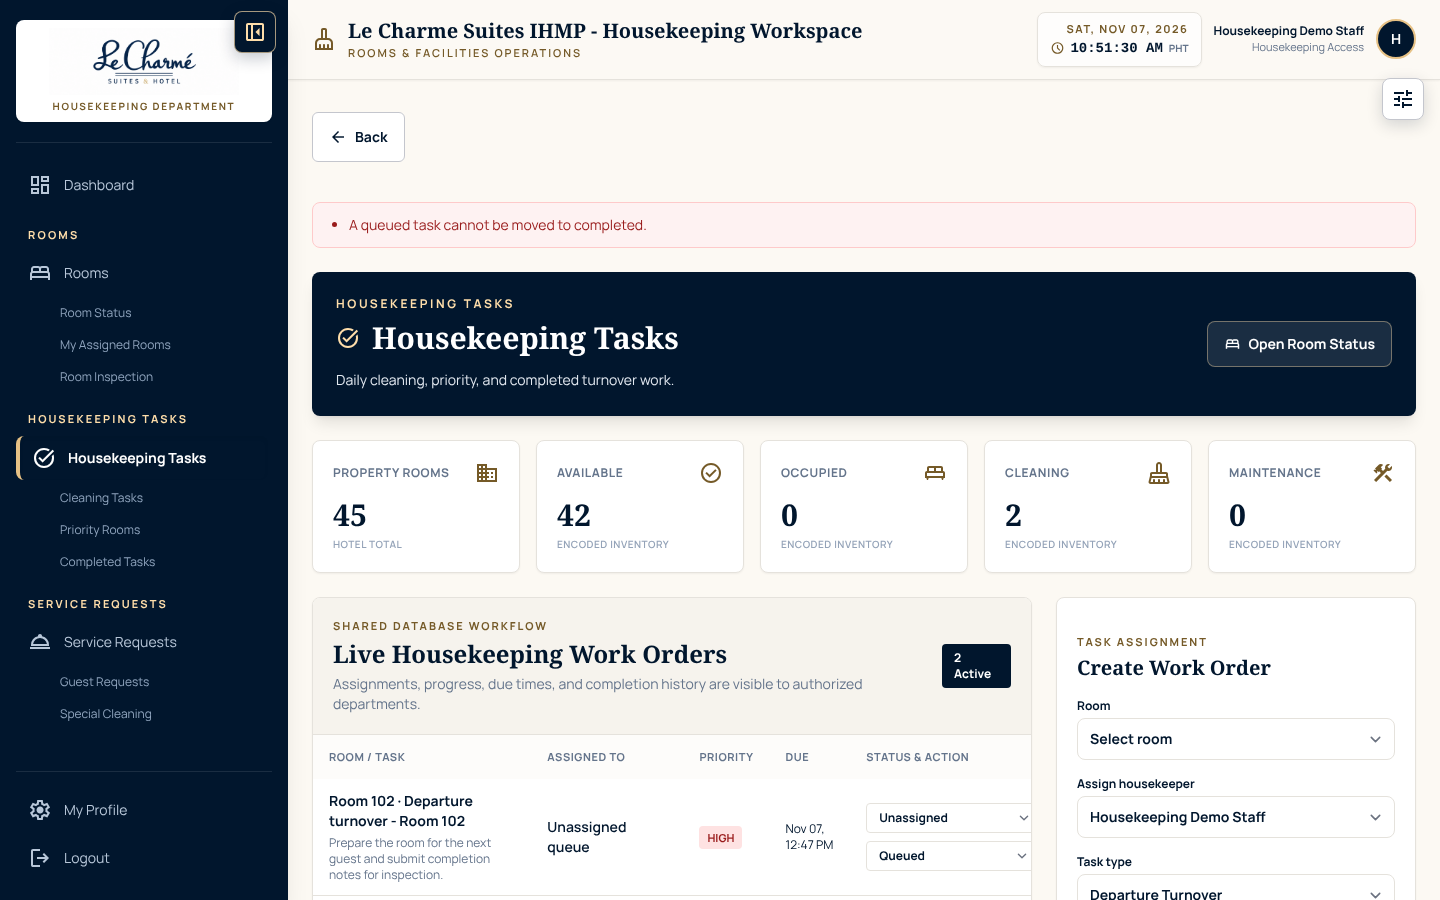 Le Charmé
SUITES & HOTEL
HOUSEKEEPING DEPARTMENT
Dashboard
ROOMS
Rooms
Room Status
My Assigned Rooms
Room Inspection
HOUSEKEEPING TASKS
Housekeeping Tasks
Cleaning Tasks
Priority Rooms
Completed Tasks
SERVICE REQUESTS
Service Requests
Guest Requests
Special Cleaning
My Profile
Logout
Le Charme Suites IHMP - Housekeeping Workspace
ROOMS & FACILITIES OPERATIONS
SAT, NOV 07, 2026
10:51:30 AM PHT
Housekeeping Demo Staff
Housekeeping Access
H
Back
A queued task cannot be moved to completed.
HOUSEKEEPING TASKS
Housekeeping Tasks
Daily cleaning, priority, and completed turnover work.
Open Room Status
PROPERTY ROOMS
45
HOTEL TOTAL
AVAILABLE
42
ENCODED INVENTORY
OCCUPIED
0
ENCODED INVENTORY
CLEANING
2
ENCODED INVENTORY
MAINTENANCE
0
ENCODED INVENTORY
SHARED DATABASE WORKFLOW
Live Housekeeping Work Orders
Assignments, progress, due times, and completion history are visible to authorized
departments.
2
Active
ROOM / TASK ASSIGNED TO PRIORITY DUE STATUS & ACTION
Room 102 · Departure
turnover - Room 102
Prepare the room for the next
guest and submit completion
notes for inspection.
Unassigned
queue
HIGH
Nov 07,
12:47 PM
Unassigned
Queued
TASK ASSIGNMENT
Create Work Order
Room
Select room
Assign housekeeper
Housekeeping Demo Staff
Task type
Departure Turnover